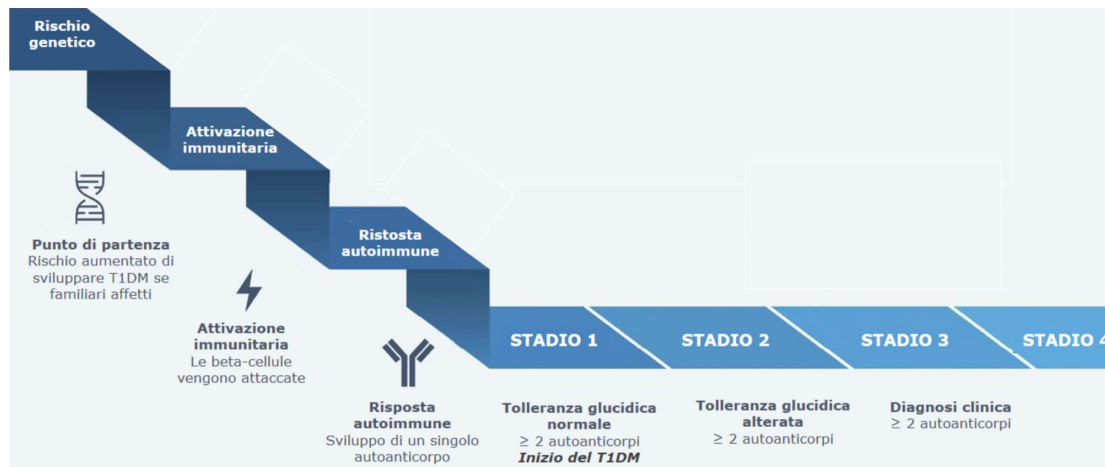 Rischio
genetico
Attivazione
immunitaria
Ristosta
autoimmune
Punto di partenza
Rischio aumentato di
sviluppare T1DM se
familiari affetti
Attivazione
immunitaria
Le beta-cellule
vengono attaccate
Risposta
autoimmune
Sviluppo di un singolo
autoanticorpo
STADIO 1
STADIO 2
STADIO 3
STADIO 4
Tolleranza glucidica
normale
≥ 2 autoanticorpi
Inizio del T1DM
Tolleranza glucidica
alterata
≥ 2 autoanticorpi
Diagnosi clinica
≥ 2 autoanticorpi